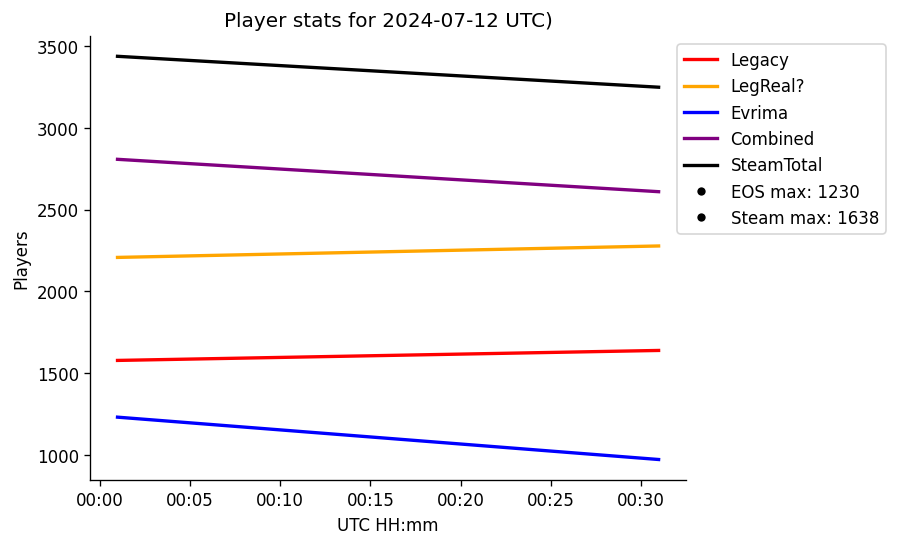 Player stats for 2024-07-12 UTC)
3500
3000
2500
2000
1500
1000
Players
00:00 00:05 00:10 00:15 00:20 00:25 00:30
UTC HH:mm
Legacy
LegReal?
Evrima
Combined
SteamTotal
EOS max: 1230
Steam max: 1638